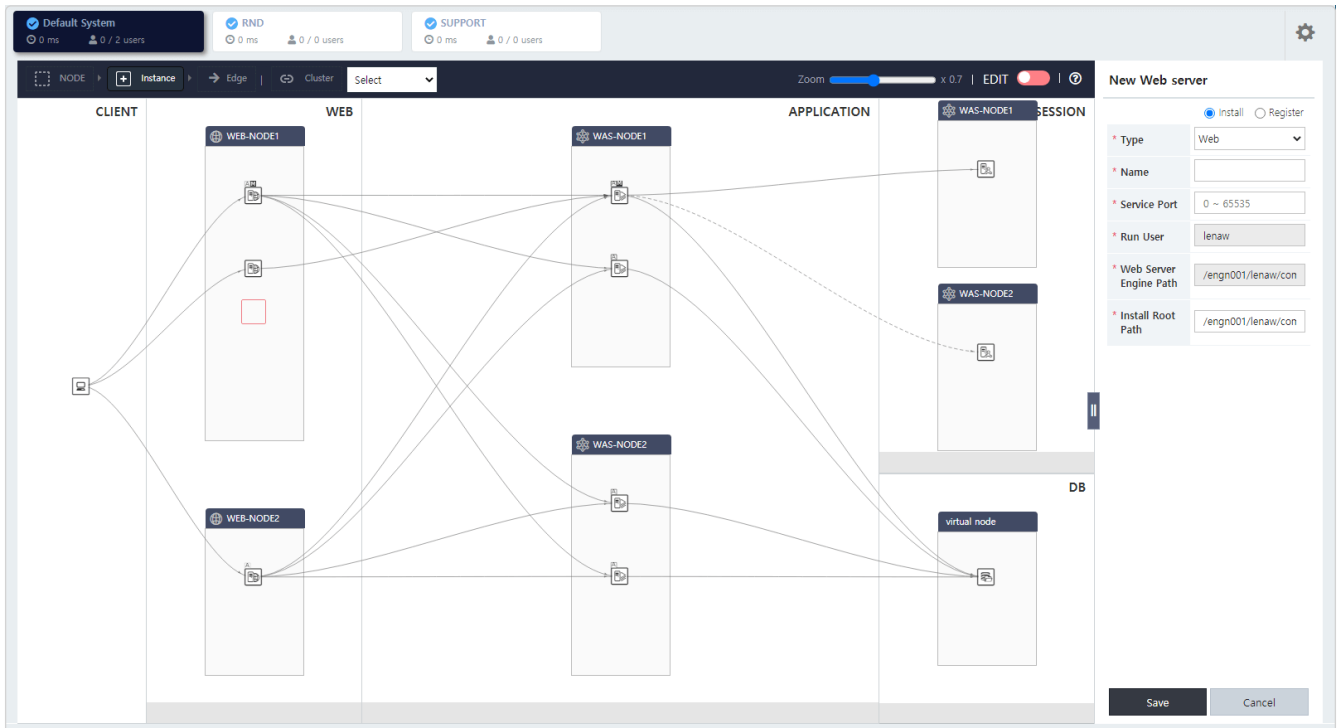 Default System
0 ms 0 / 2 users
RND
0 ms 0 / 0 users
SUPPORT
0 ms 0 / 0 users
NODE Instance Edge | Cluster Select Zoom x 0.7 | EDIT |
CLIENT
WEB
APPLICATION
SESSION
WEB-NODE1
WAS-NODE1
WAS-NODE1
WAS-NODE2
WAS-NODE2
DB
WEB-NODE2
virtual node
New Web server
Install Register
* Type Web
* Name
* Service Port 0 ~ 65535
* Run User lenaw
* Web Server
Engine Path /engn001/lenaw/con
* Install Root
Path /engn001/lenaw/con
Save Cancel